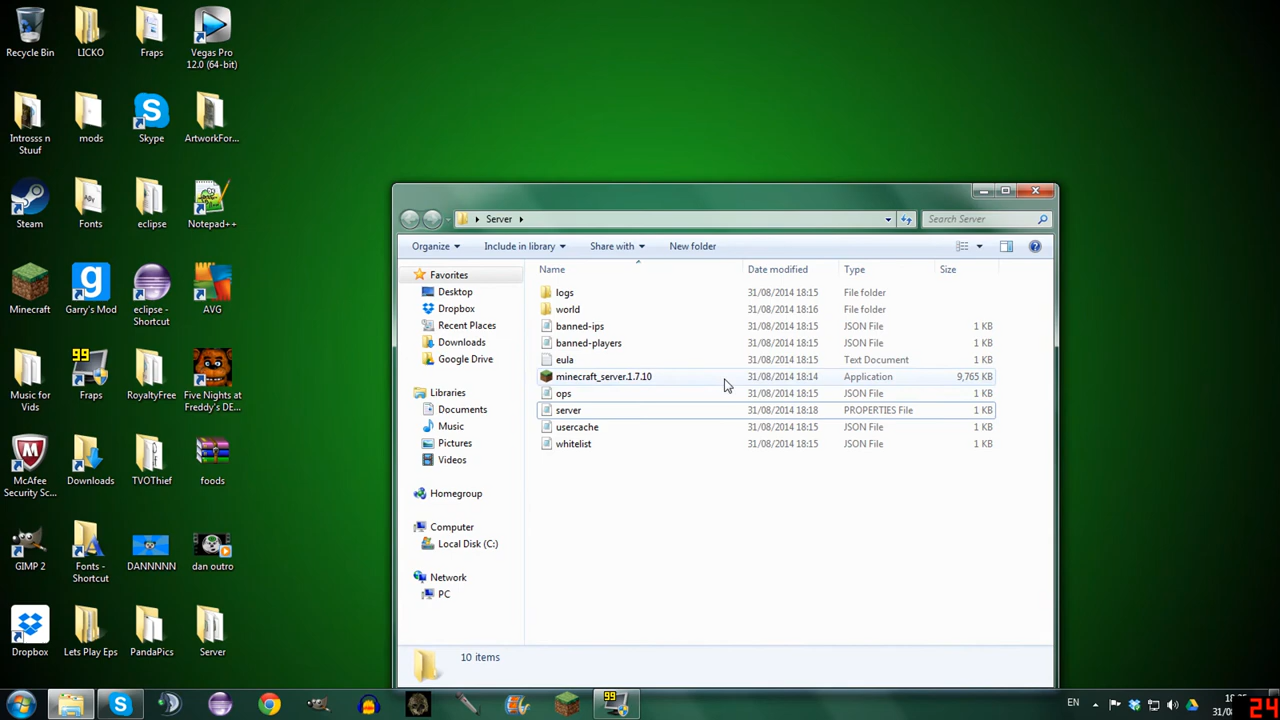 Recycle Bin
LICKO
Fraps
Vegas Pro
12.0 (64-bit)
Introsss n
Stuuf
mods
Skype
ArtworkFor...
Steam
Fonts
eclipse
Notepad++
Minecraft
Garry's Mod
eclipse -
Shortcut
AVG
Music for
Vids
99
Fraps
RoyaltyFree
Five Nights
at Freddy's DE...
McAfee
Security Sc...
Downloads
TVOThief
foods
GIMP 2
Fonts -
Shortcut
DANNNNN
dan outro
Dropbox
Lets Play Eps
PandaPics
Server
Server
Search Server
Organize
Include in library
Share with
New folder
Favorites
Desktop
Dropbox
Recent Places
Downloads
Google Drive
Libraries
Documents
Music
Pictures
Videos
Homegroup
Computer
Local Disk (C:)
Network
PC
Name Date modified Type Size
logs 31/08/2014 18:15 File folder
world 31/08/2014 18:16 File folder
banned-ips 31/08/2014 18:15 JSON File 1 KB
banned-players 31/08/2014 18:15 JSON File 1 KB
eula 31/08/2014 18:15 Text Document 1 KB
minecraft_server.1.7.10 31/08/2014 18:14 Application 9,765 KB
ops 31/08/2014 18:15 JSON File 1 KB
server 31/08/2014 18:18 PROPERTIES File 1 KB
usercache 31/08/2014 18:15 JSON File 1 KB
whitelist 31/08/2014 18:15 JSON File 1 KB
10 items
99
EN
24